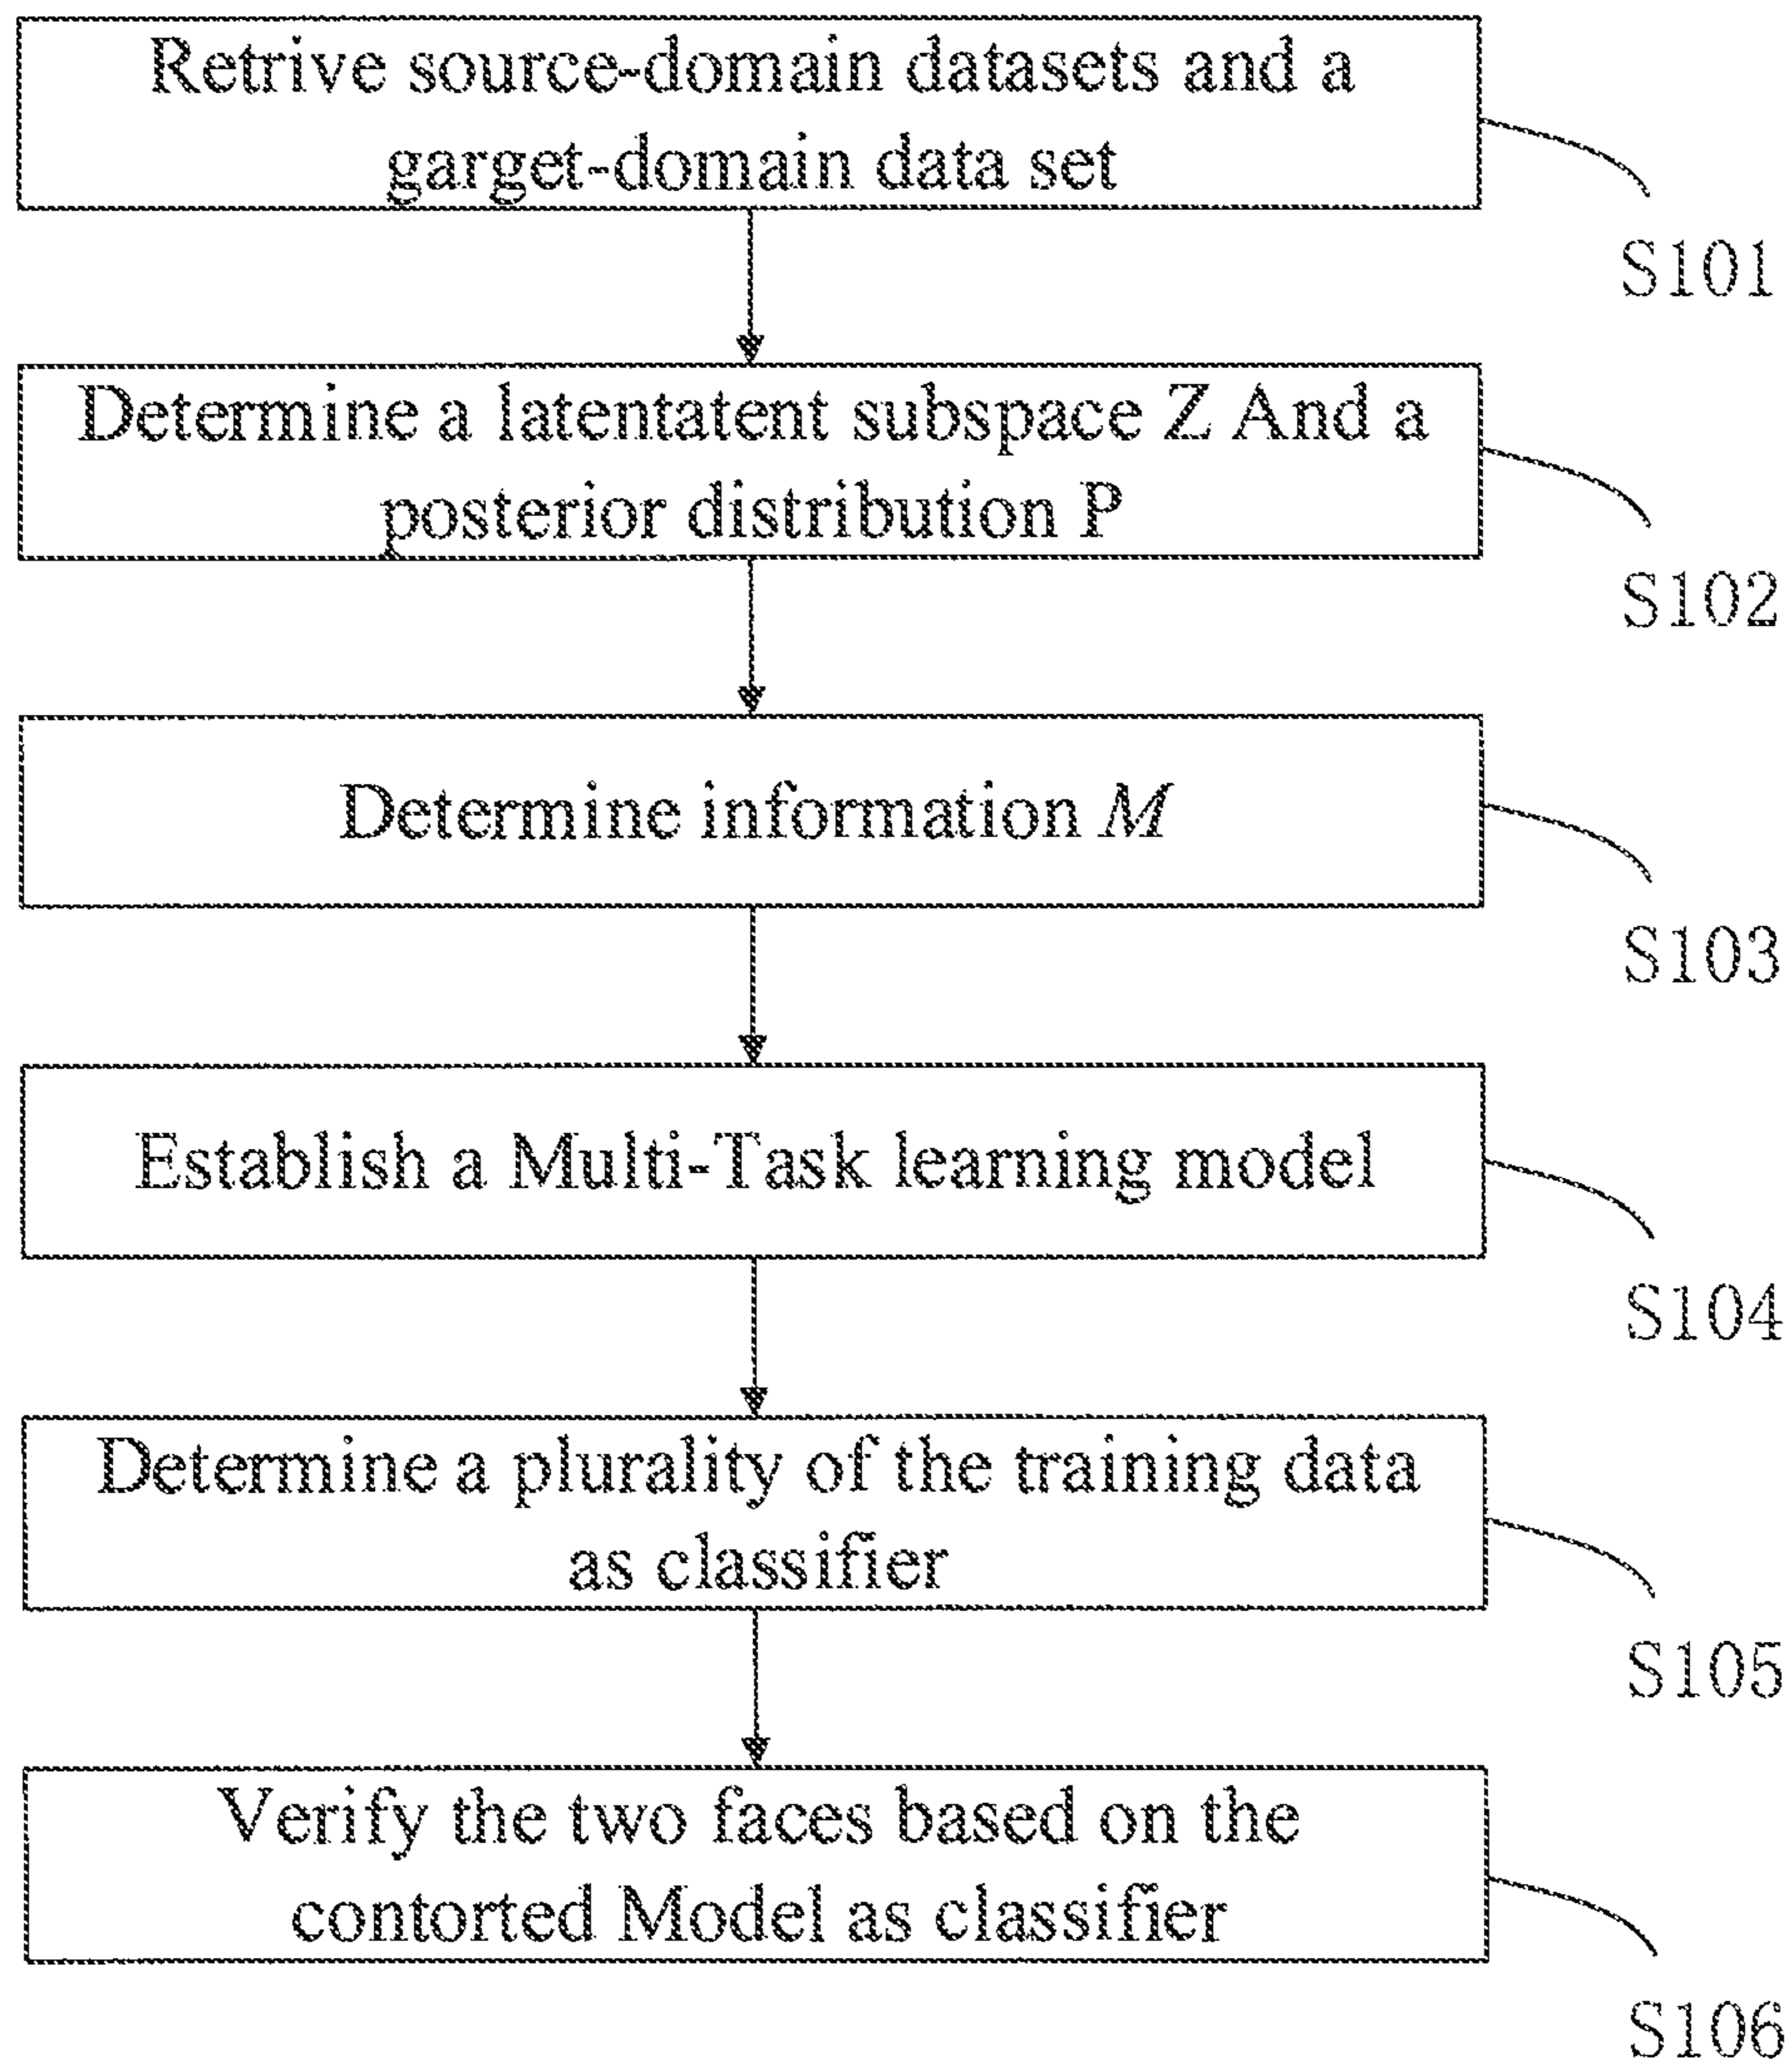 Retrive source-domain datasets and a
garget-domain data set
S101
Determine a latentatent subspace Z And a
posterior distribution P
S102
Determine information M
S103
Establish a Multi-Task learning model
S104
Determine a plurality of the training data
as classifier
S105
Verify the two faces based on the
contorted Model as classifier
S106